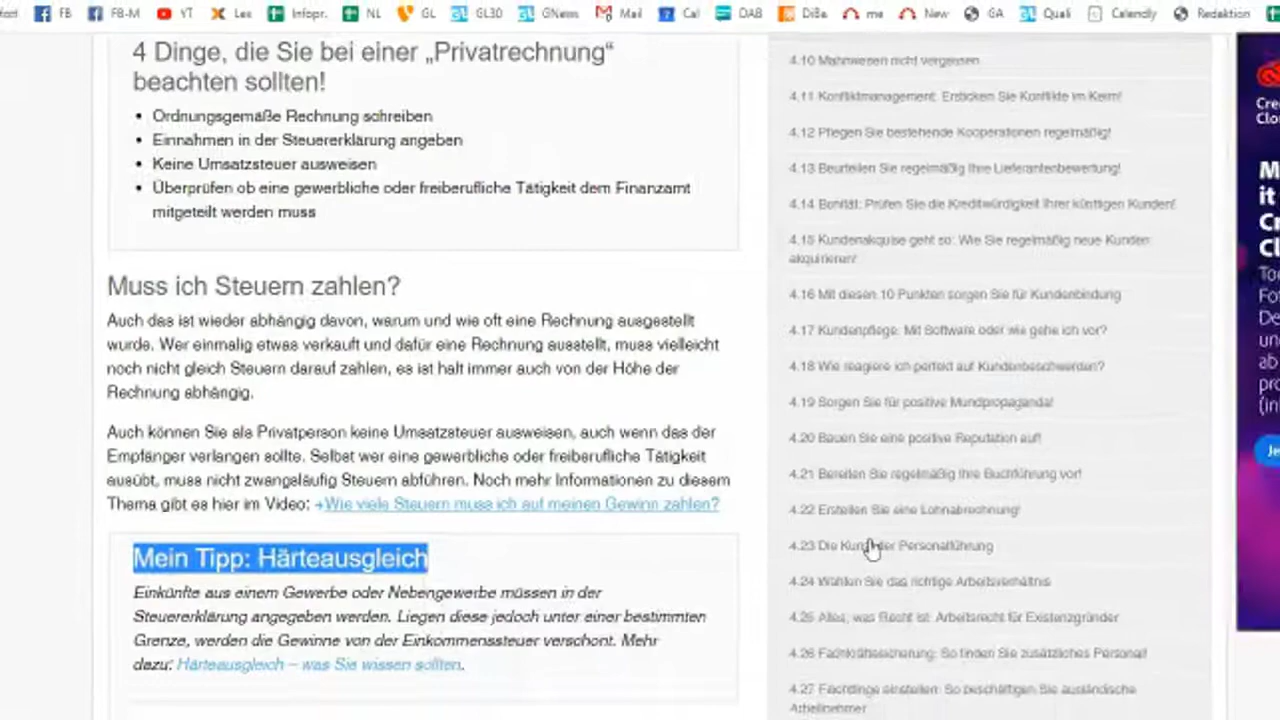 FB
FB-M
YT
Lex
Infopr.
NL
GL
GL30
GNews
Mail
Cal
DAB
DiBa
me
New
GA
Quali
Calendly
Redaktion
4 Dinge, die Sie bei einer „Privatrechnung“
beachten sollten!
• Ordnungsgemäße Rechnung schreiben
• Einnahmen in der Steuererklärung angeben
• Keine Umsatzsteuer ausweisen
• Überprüfen ob eine gewerbliche oder freiberufliche Tätigkeit dem Finanzamt
mitgeteilt werden muss
Muss ich Steuern zahlen?
Auch das ist wieder abhängig davon, warum und wie oft eine Rechnung ausgestellt
wurde. Wer einmalig etwas verkauft und dafür eine Rechnung ausstellt, muss vielleicht
noch nicht gleich Steuern darauf zahlen, es ist halt immer auch von der Höhe der
Rechnung abhängig.
Auch können Sie als Privatperson keine Umsatzsteuer ausweisen, auch wenn das der
Empfänger verlangen sollte. Selbst wer eine gewerbliche oder freiberufliche Tätigkeit
ausübt, muss nicht zwangsläufig Steuern abführen. Noch mehr Informationen zu diesem
Thema gibt es hier im Video: +Wie viele Steuern muss ich auf meinen Gewinn zahlen?
Mein Tipp: Härteausgleich
Einkünfte aus einem Gewerbe oder Nebengewerbe müssen in der
Steuererklärung angegeben werden. Liegen diese jedoch unter einer bestimmten
Grenze, werden die Gewinne von der Einkommenssteuer verschont. Mehr
dazu: Härteausgleich – was Sie wissen sollten.
4.10 Mahnwesen nicht vergessen
4.11 Konfliktmanagement: Ersticken Sie Konflikte im Keim!
4.12 Pflegen Sie bestehende Kooperationen regelmäßig!
4.13 Beurteilen Sie regelmäßig Ihre Lieferantenbewertung!
4.14 Bonität: Prüfen Sie die Kreditwürdigkeit Ihrer künftigen Kunden!
4.15 Kundenakquise geht so: Wie Sie regelmäßig neue Kunden
akquirieren!
4.16 Mit diesen 10 Punkten sorgen Sie für Kundenbindung
4.17 Kundenpflege: Mit Software oder wie gehe ich vor?
4.18 Wie reagiere ich perfekt auf Kundenbeschwerden?
4.19 Sorgen Sie für positive Mundpropaganda!
4.20 Bauen Sie eine positive Reputation auf!
4.21 Bereiten Sie regelmäßig Ihre Buchführung vor!
4.22 Erstellen Sie eine Lohnabrechnung!
4.23 Die Kunst der Personalführung
4.24 Wählen Sie das richtige Arbeitsverhältnis
4.25 Alles, was Recht ist: Arbeitsrecht für Existenzgründer
4.26 Fachkräftesicherung: So finden Sie zusätzliches Personal!
4.27 Flüchtlinge einstellen: So beschäftigen Sie ausländische
Arbeitnehmer
Cre
Clo
M
it
Cr
Cl
To
Fo
De
un
ab
pro
(in
Je